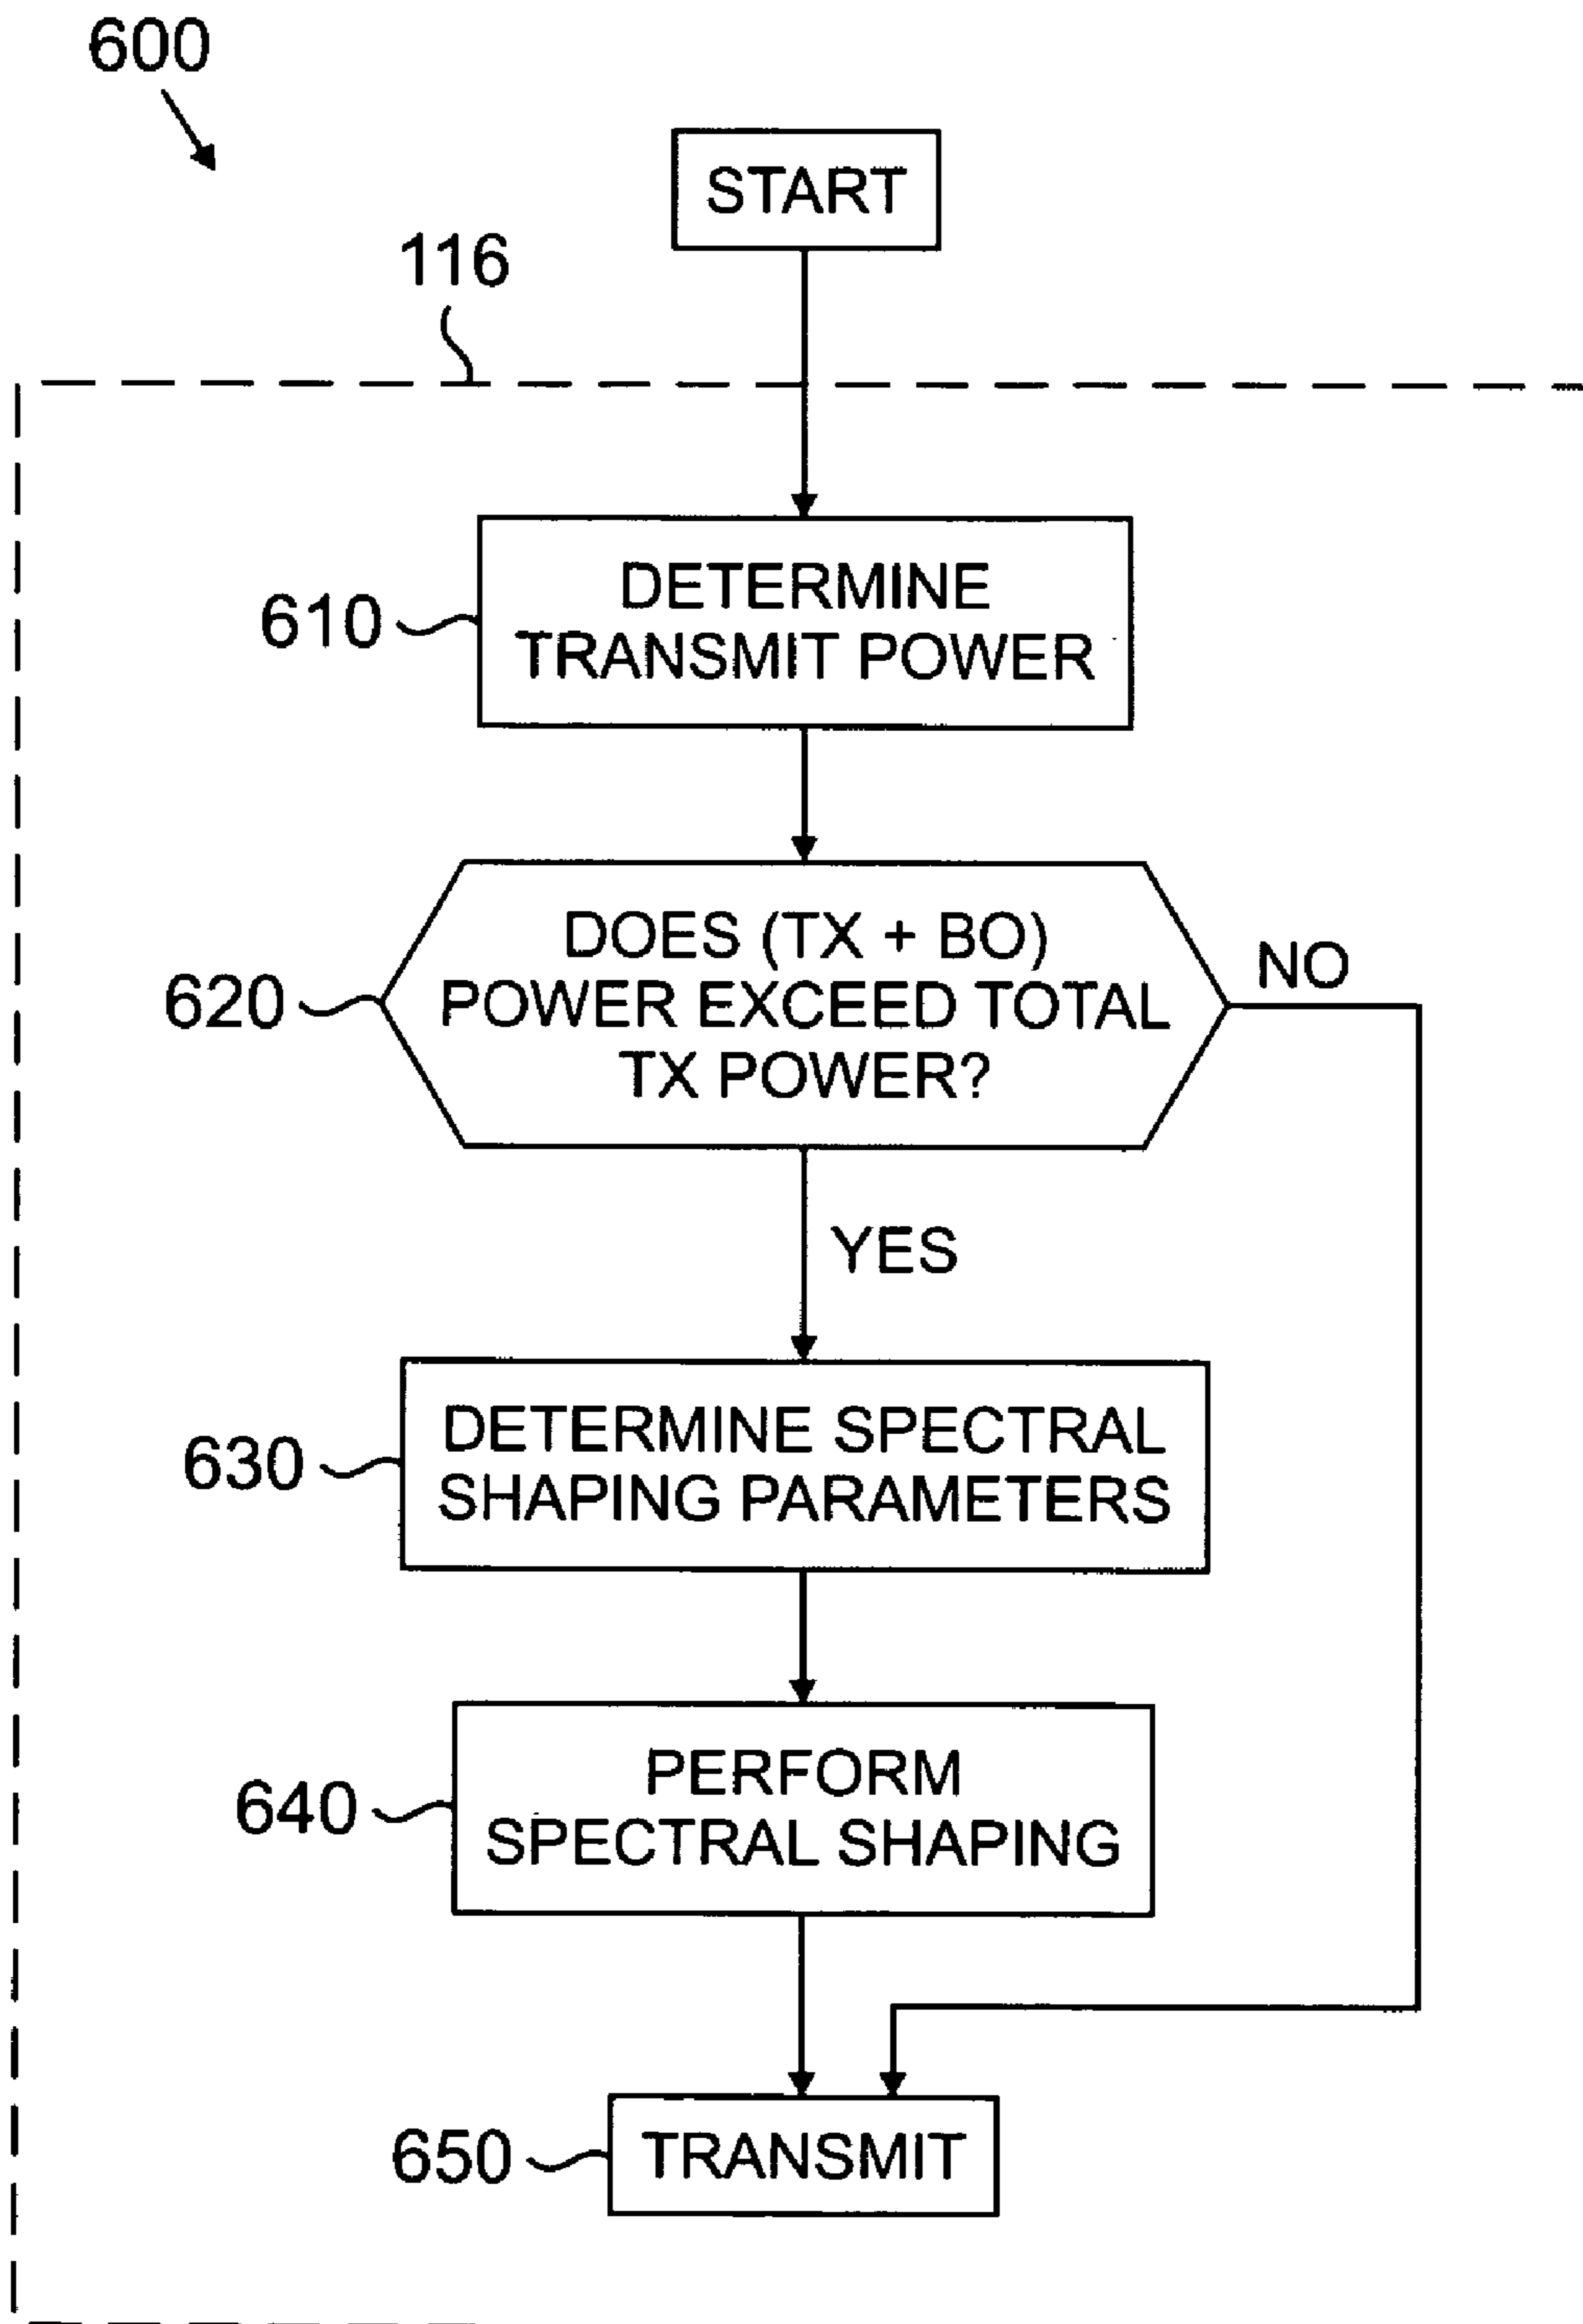 600
START
116
610
DETERMINE
TRANSMIT POWER
620
DOES (TX + BO)
POWER EXCEED TOTAL
TX POWER?
NO
YES
630
DETERMINE SPECTRAL
SHAPING PARAMETERS
640
PERFORM
SPECTRAL SHAPING
650
TRANSMIT